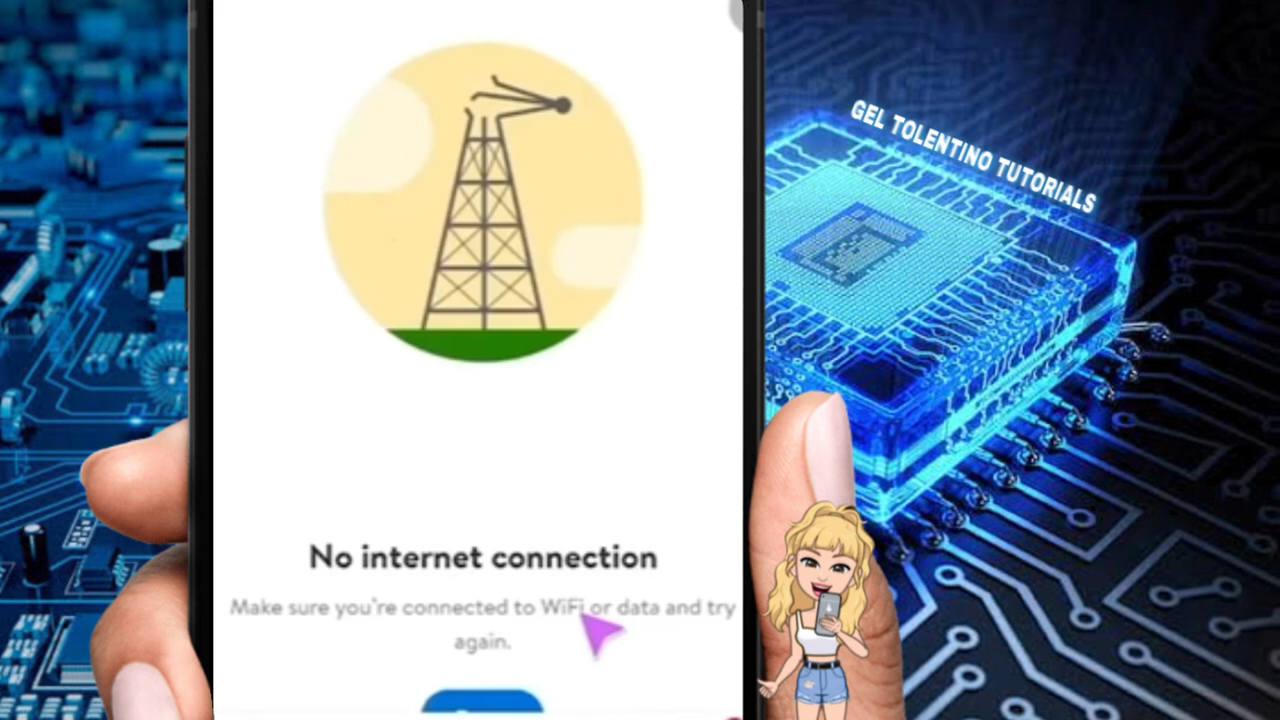 GEL TOLENTINO TUTORIALS
No internet connection
Make sure you're connected to WiFi or data and try
again.